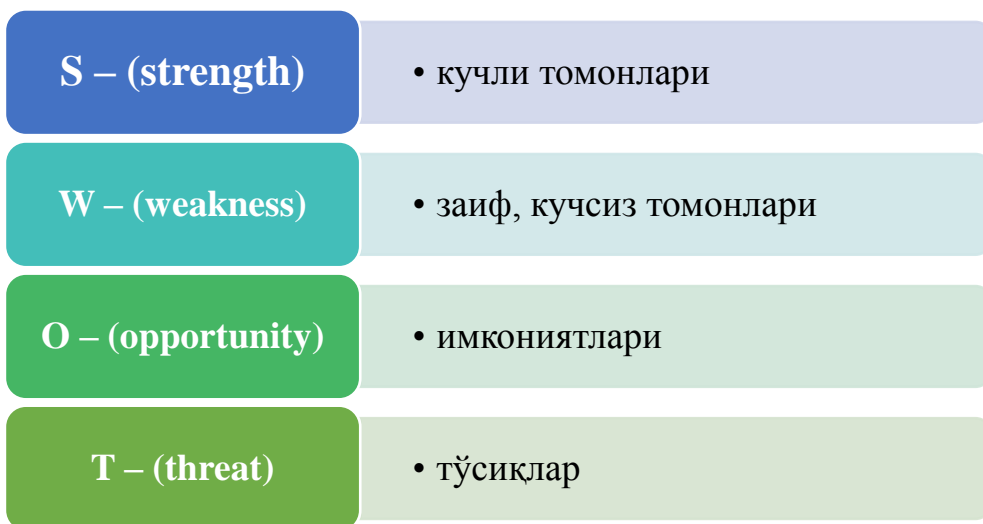 S – (strength)
• кучли томонлари
W – (weakness)
• заиф, кучсиз томонлари
O – (opportunity)
• имкониятлари
T – (threat)
• тўсиқлар